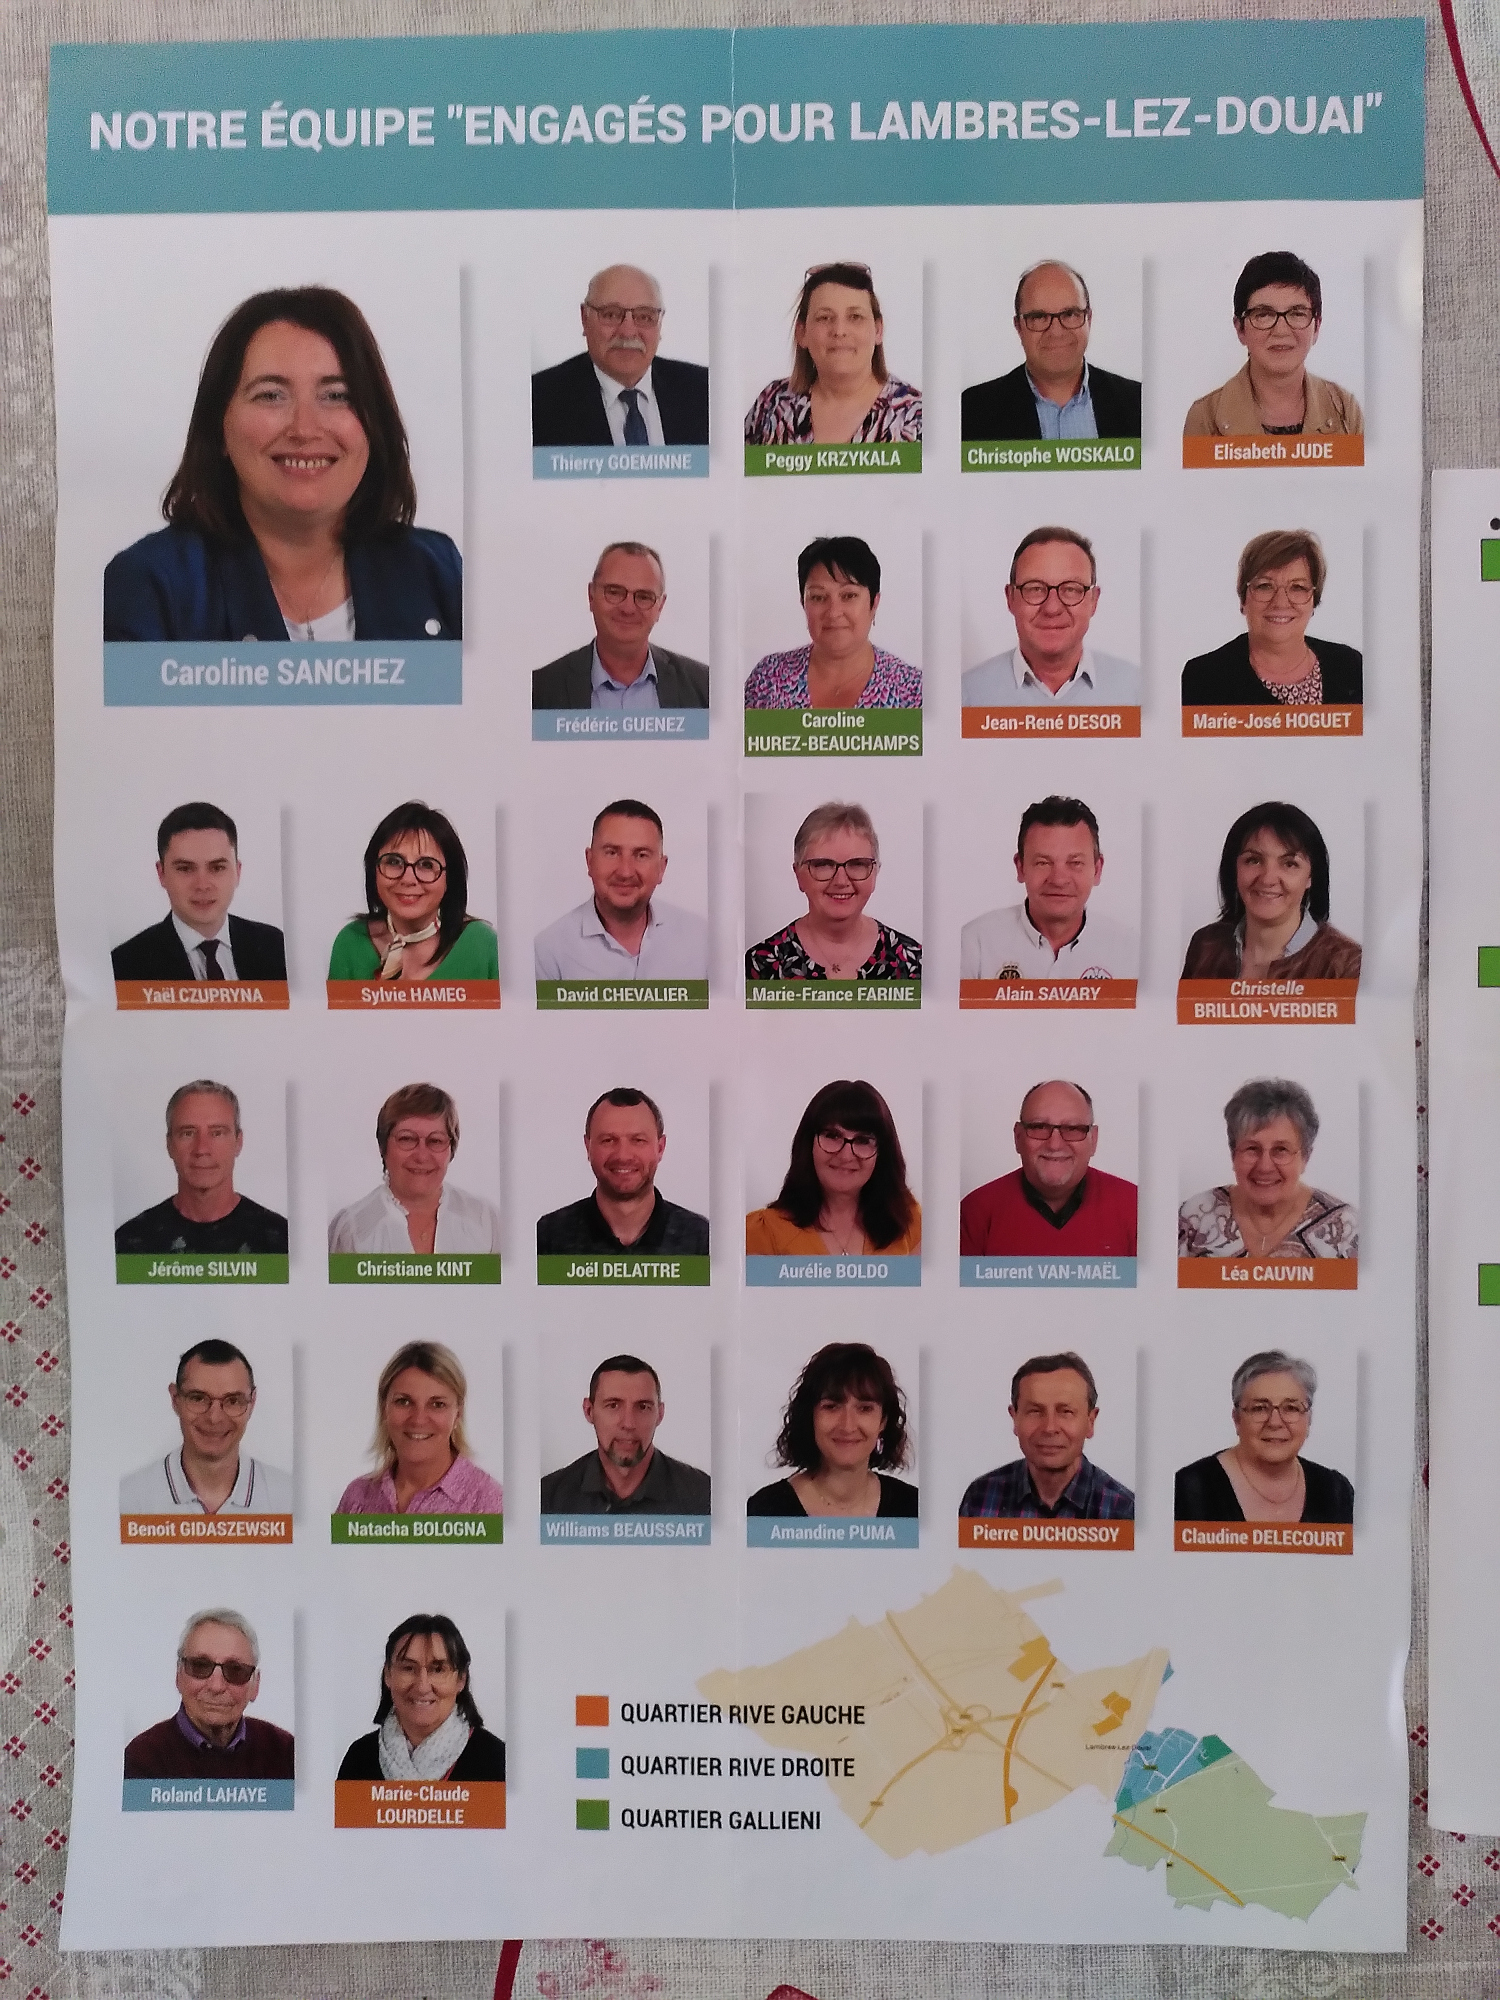 NOTRE ÉQUIPE "ENGAGÉS POUR LAMBRES-LEZ-DOUAI"
Caroline SANCHEZ
Thierry GOEMINNE
Peggy KRZYKALA
Christophe WOSKALO
Elisabeth JUDE
Frédéric GUENEZ
Caroline
HUREZ-BEAUCHAMPS
Jean-René DESOR
Marie-José HOGUET
Yaël CZUPRYNA
Sylvie HAMEG
David CHEVALIER
Marie-France FARINE
Alain SAVARY
Christelle
BRILLON-VERDIER
Jérôme SILVIN
Christiane KINT
Joël DELATTRE
Aurélie BOLDO
Laurent VAN-MAËL
Léa CAUVIN
Benoit GIDASZEWSKI
Natacha BOLOGNA
Williams BEAUSSART
Amandine PUMA
Pierre DUCHOSSOY
Claudine DELECOURT
Roland LAHAYE
Marie-Claude
LOURDELLE
QUARTIER RIVE GAUCHE
QUARTIER RIVE DROITE
QUARTIER GALLIENI
Lambres-Lez-Douai